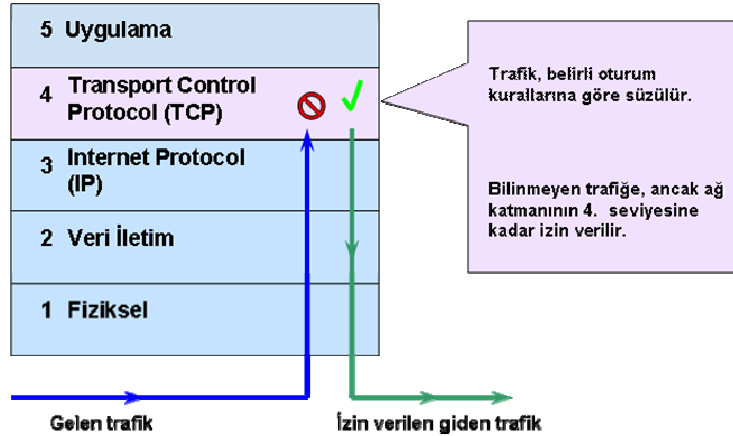 5 Uygulama
4 Transport Control
Protocol (TCP)
3 Internet Protocol
(IP)
2 Veri İletim
1 Fiziksel
Trafik, belirli oturum
kurallarına göre süzülür.
Bilinmeyen trafiğe, ancak ağ
katmanının 4. seviyesine
kadar izin verilir.
Gelen trafik
İzin verilen giden trafik